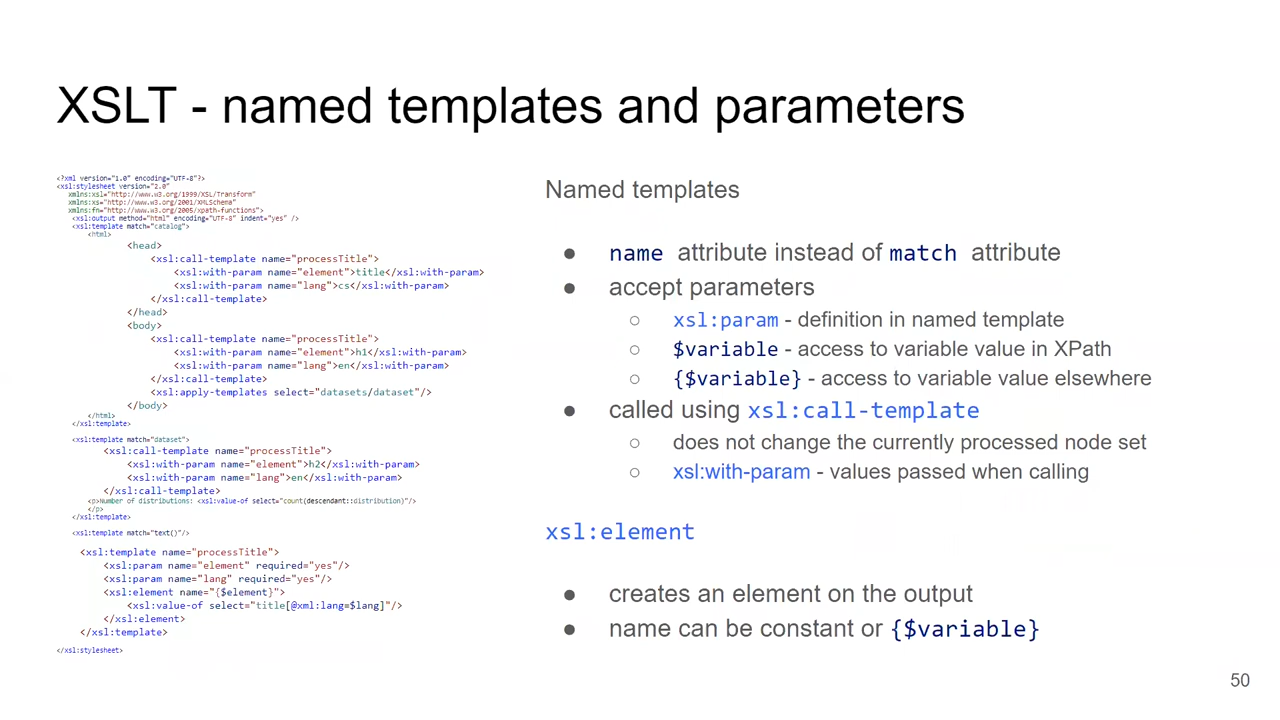 XSLT - named templates and parameters
<?xml version="1.0" encoding="UTF-8"?>
<xsl:stylesheet version="2.0"
xmlns:xsl="http://www.w3.org/1999/XSL/Transform"
xmlns:xs="http://www.w3.org/2001/XMLSchema"
xmlns:fn="http://www.w3.org/2005/xpath-functions">
<xsl:output method="html" encoding="UTF-8" indent="yes" />
<xsl:template match="catalog">
<html>
<head>
<xsl:call-template name="processTitle">
<xsl:with-param name="element">title</xsl:with-param>
<xsl:with-param name="lang">cs</xsl:with-param>
</xsl:call-template>
</head>
<body>
<xsl:call-template name="processTitle">
<xsl:with-param name="element">h1</xsl:with-param>
<xsl:with-param name="lang">en</xsl:with-param>
</xsl:call-template>
<xsl:apply-templates select="datasets/dataset"/>
</body>
</html>
</xsl:template>
<xsl:template match="dataset">
<xsl:call-template name="processTitle">
<xsl:with-param name="element">h2</xsl:with-param>
<xsl:with-param name="lang">en</xsl:with-param>
</xsl:call-template>
<p>Number of distributions: <xsl:value-of select="count(descendant::distribution)"/>
</p>
</xsl:template>
<xsl:template match="text()"/>
<xsl:template name="processTitle">
<xsl:param name="element" required="yes"/>
<xsl:param name="lang" required="yes"/>
<xsl:element name="{$element}">
<xsl:value-of select="title[@xml:lang=$lang]"/>
</xsl:element>
</xsl:template>
</xsl:stylesheet>
Named templates
● name attribute instead of match attribute
● accept parameters
○ xsl:param - definition in named template
○ $variable - access to variable value in XPath
○ {$variable} - access to variable value elsewhere
● called using xsl:call-template
○ does not change the currently processed node set
○ xsl:with-param - values passed when calling
xsl:element
● creates an element on the output
● name can be constant or {$variable}
50